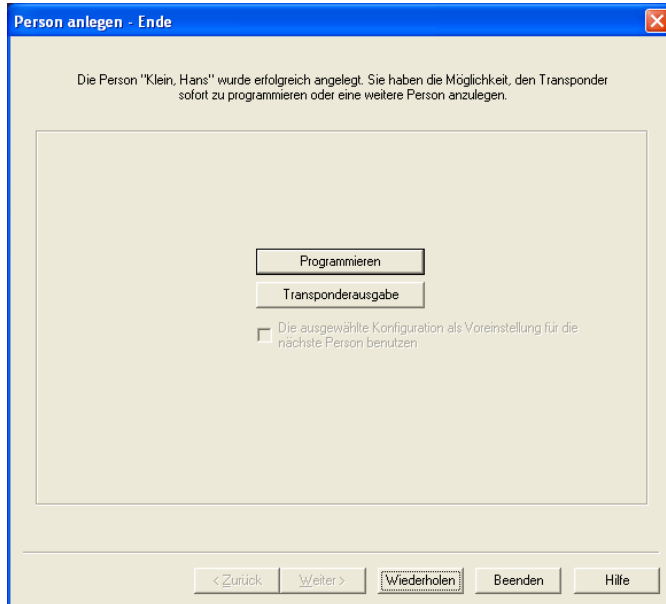 Person anlegen - Ende
Die Person "Klein, Hans" wurde erfolgreich angelegt. Sie haben die Möglichkeit, den Transponder
sofort zu programmieren oder eine weitere Person anzulegen.
Programmieren
Transponderausgabe
Die ausgewählte Konfiguration als Voreinstellung für die
nächste Person benutzen
< Zurück
Weiter >
Wiederholen
Beenden
Hilfe